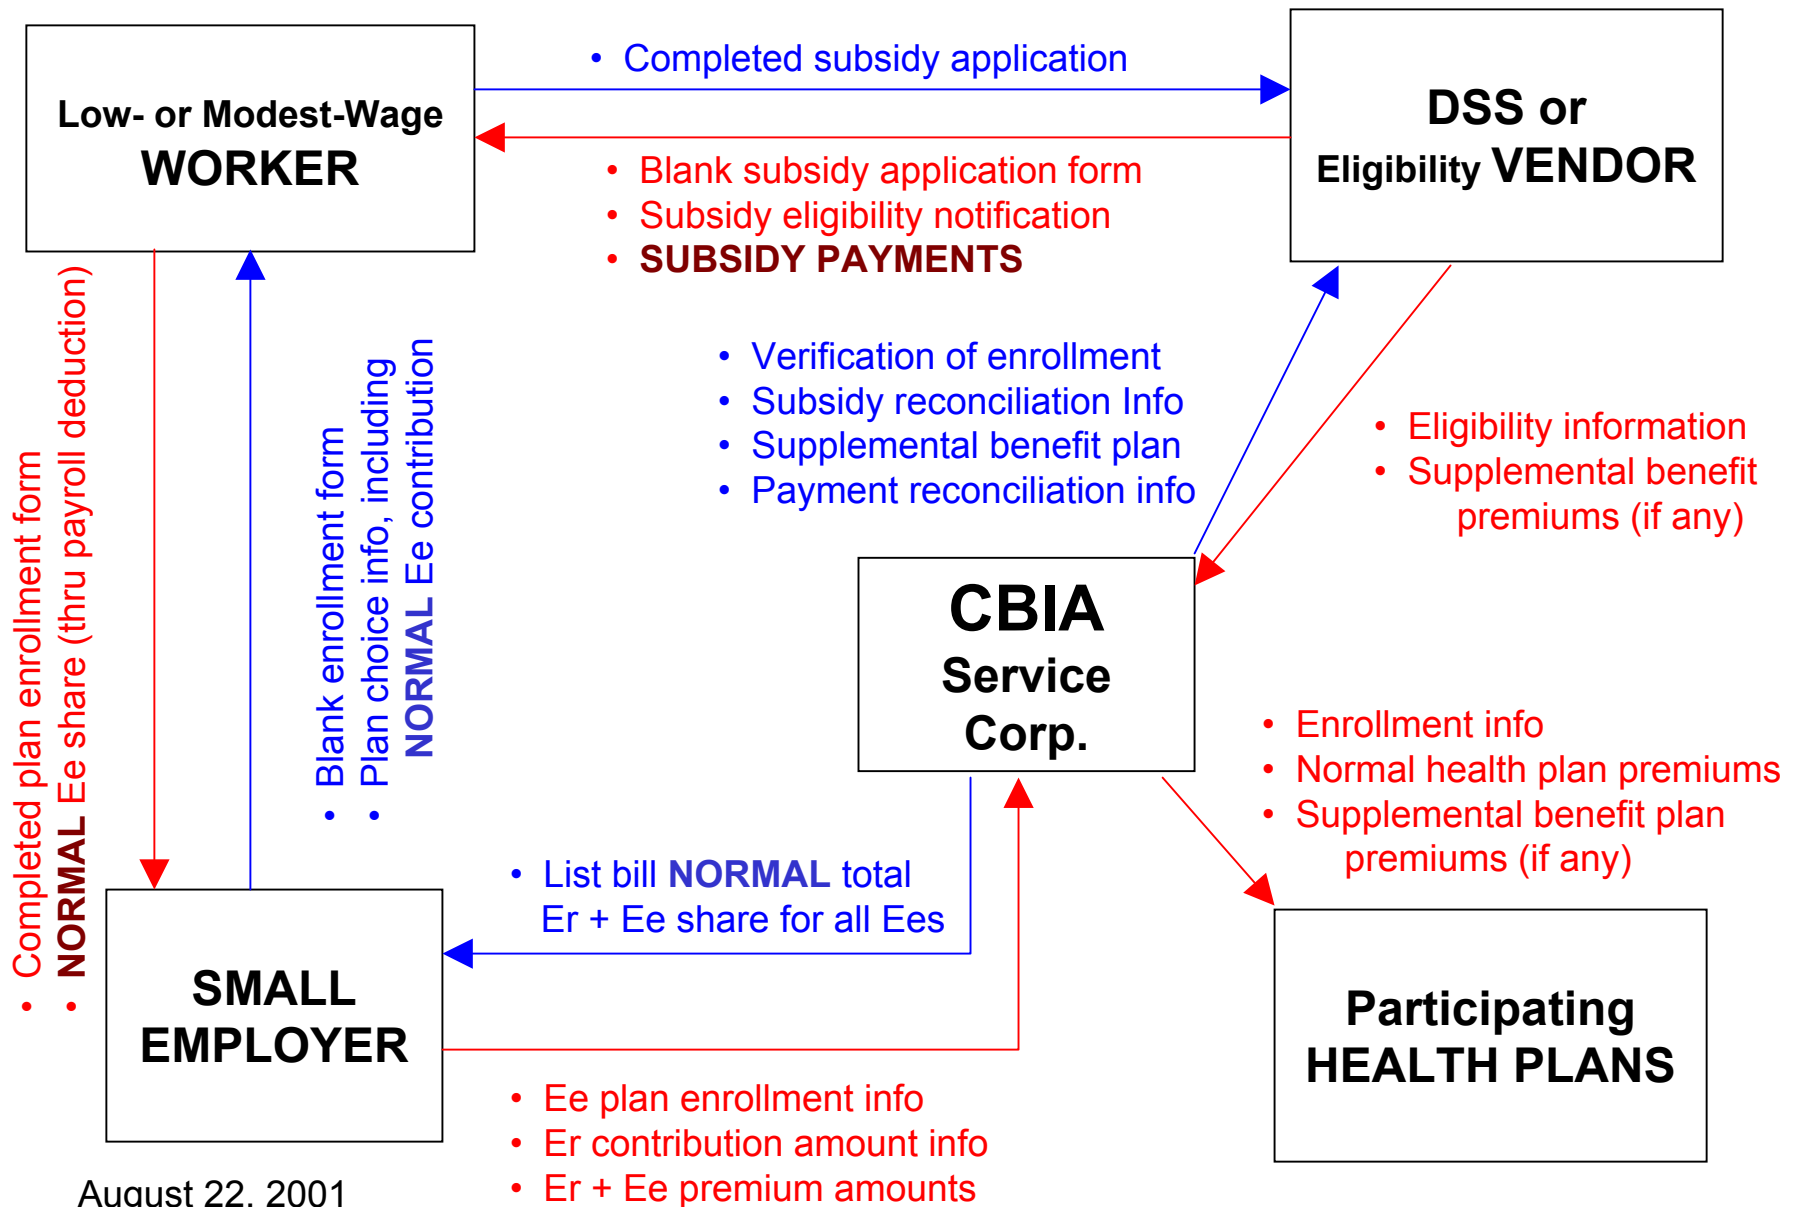 • Completed subsidy application
Low- or Modest-Wage
WORKER
DSS or
Eligibility VENDOR
• Blank subsidy application form
• Subsidy eligibility notification
• SUBSIDY PAYMENTS
• Completed plan enrollment form
• NORMAL Ee share (thru payroll deduction)
• Blank enrollment form
• Plan choice info, including
NORMAL Ee contribution
• Verification of enrollment
• Subsidy reconciliation Info
• Supplemental benefit plan
• Payment reconciliation info
• Eligibility information
• Supplemental benefit
premiums (if any)
CBIA
Service
Corp.
• Enrollment info
• Normal health plan premiums
• Supplemental benefit plan
premiums (if any)
• List bill NORMAL total
Er + Ee share for all Ees
SMALL
EMPLOYER
Participating
HEALTH PLANS
• Ee plan enrollment info
• Er contribution amount info
• Er + Ee premium amounts
August 22, 2001